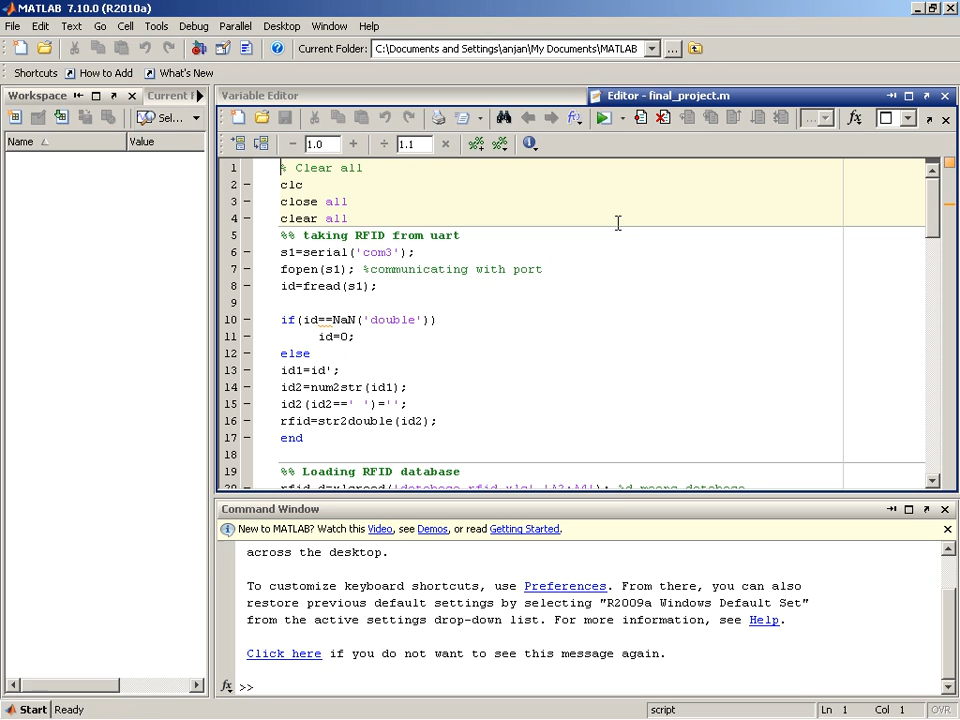 MATLAB 7.10.0 (R2010a)
File Edit Text Go Cell Tools Debug Parallel Desktop Window Help
Current Folder: C:\Documents and Settings\anjan\My Documents\MATLAB
Shortcuts How to Add What's New
Workspace Current F
Variable Editor
Editor - final_project.m
Sel...
Name Value
1.0 1.1
1 % Clear all
2 clc
3 close all
4 clear all
5 %% taking RFID from uart
6 s1=serial('com3');
7 fopen(s1); %communicating with port
8 id=fread(s1);
9
10 if(id==NaN('double'))
11 id=0;
12 else
13 id1=id';
14 id2=num2str(id1);
15 id2(id2==' ')='';
16 rfid=str2double(id2);
17 end
18
19 %% Loading RFID database
Command Window
New to MATLAB? Watch this Video, see Demos, or read Getting Started.
across the desktop.
To customize keyboard shortcuts, use Preferences. From there, you can also
restore previous default settings by selecting "R2009a Windows Default Set"
from the active settings drop-down list. For more information, see Help.
Click here if you do not want to see this message again.
fx >>
Start Ready script Ln 1 Col 1 OVR